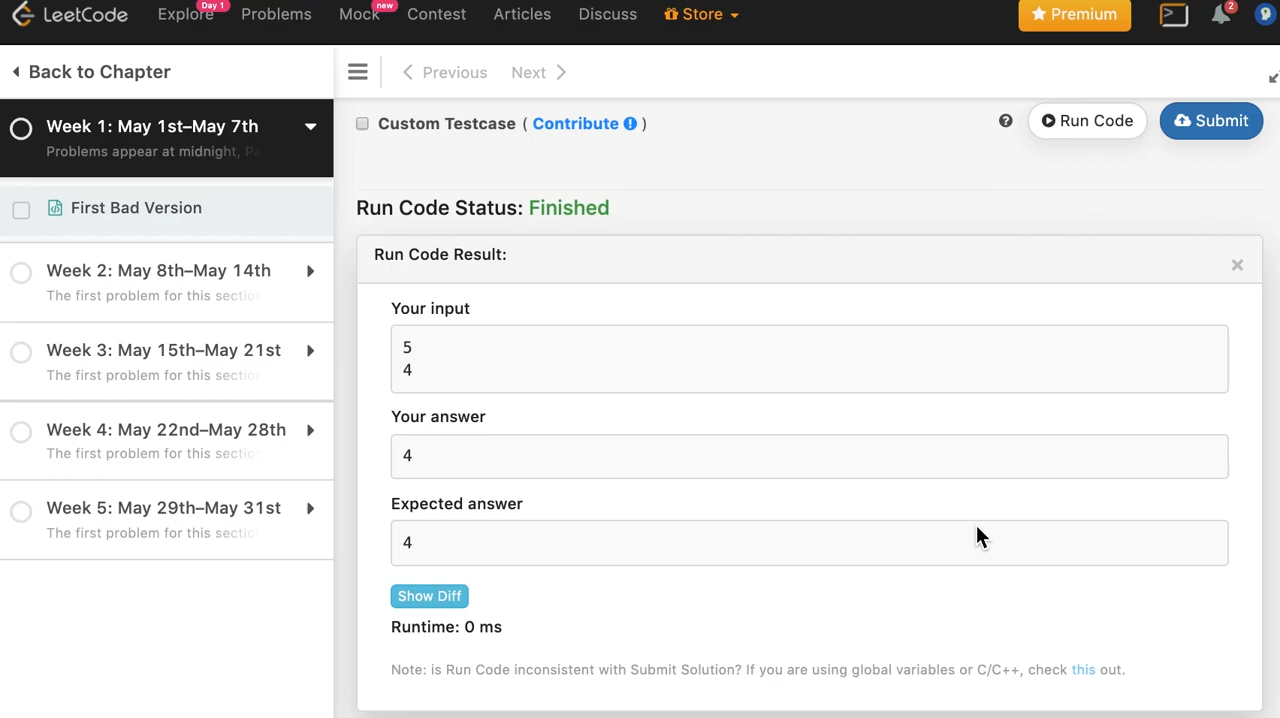 LeetCode
Explore
Day 1
Problems
Mock
new
Contest
Articles
Discuss
Store
Premium
2
Back to Chapter
Previous
Next
Week 1: May 1st–May 7th
Problems appear at midnight,
First Bad Version
Week 2: May 8th–May 14th
The first problem for this
Week 3: May 15th–May 21st
The first problem for this
Week 4: May 22nd–May 28th
The first problem for this
Week 5: May 29th–May 31st
The first problem for this
Custom Testcase ( Contribute )
Run Code
Submit
Run Code Status: Finished
Run Code Result:
Your input
5
4
Your answer
4
Expected answer
4
Show Diff
Runtime: 0 ms
Note: is Run Code inconsistent with Submit Solution? If you are using global variables or C/C++, check this out.